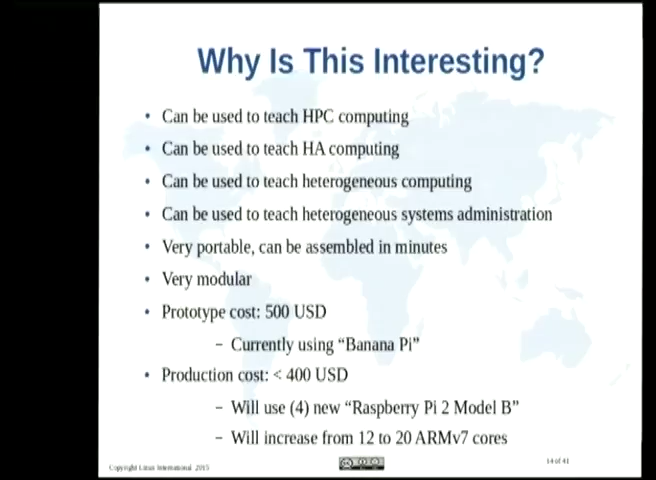 Why Is This Interesting?
• Can be used to teach HPC computing
• Can be used to teach HA computing
• Can be used to teach heterogeneous computing
• Can be used to teach heterogeneous systems administration
• Very portable, can be assembled in minutes
• Very modular
• Prototype cost: 500 USD
– Currently using “Banana Pi”
• Production cost: < 400 USD
– Will use (4) new “Raspberry Pi 2 Model B”
– Will increase from 12 to 20 ARMv7 cores
Copyright Linux International 2015
14 of 41